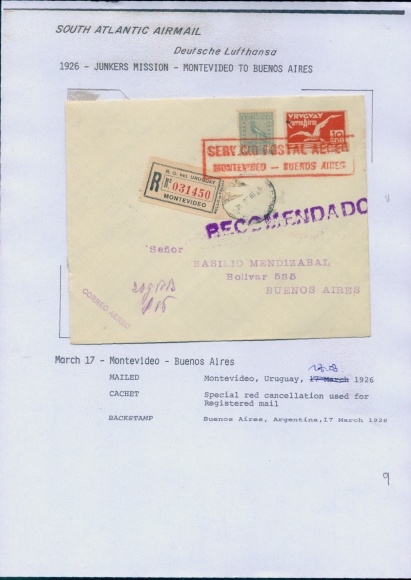 SOUTH ATLANTIC AIRMAIL
Deutsche Lufthansa
1926 - JUNKERS MISSION - MONTEVIDEO TO BUENOS AIRES
URUGUAY
SERVICIO POSTAL AEREO
MONTEVIDEO - BUENOS AIRES
R. O. DEL URUGUAY
R No 031450
MONTEVIDEO
RECOMENDADO
Señor
BASILIO MENDIZABAL
Bolivar 585
BUENOS AIRES
CORREO AEREO
March 17 - Montevideo - Buenos Aires
MAILED Montevideo, Uruguay, 17 March 1926
CACHET Special red cancellation used for
Registered mail
BACKSTAMP Buenos Aires, Argentina,17 March 1926
9